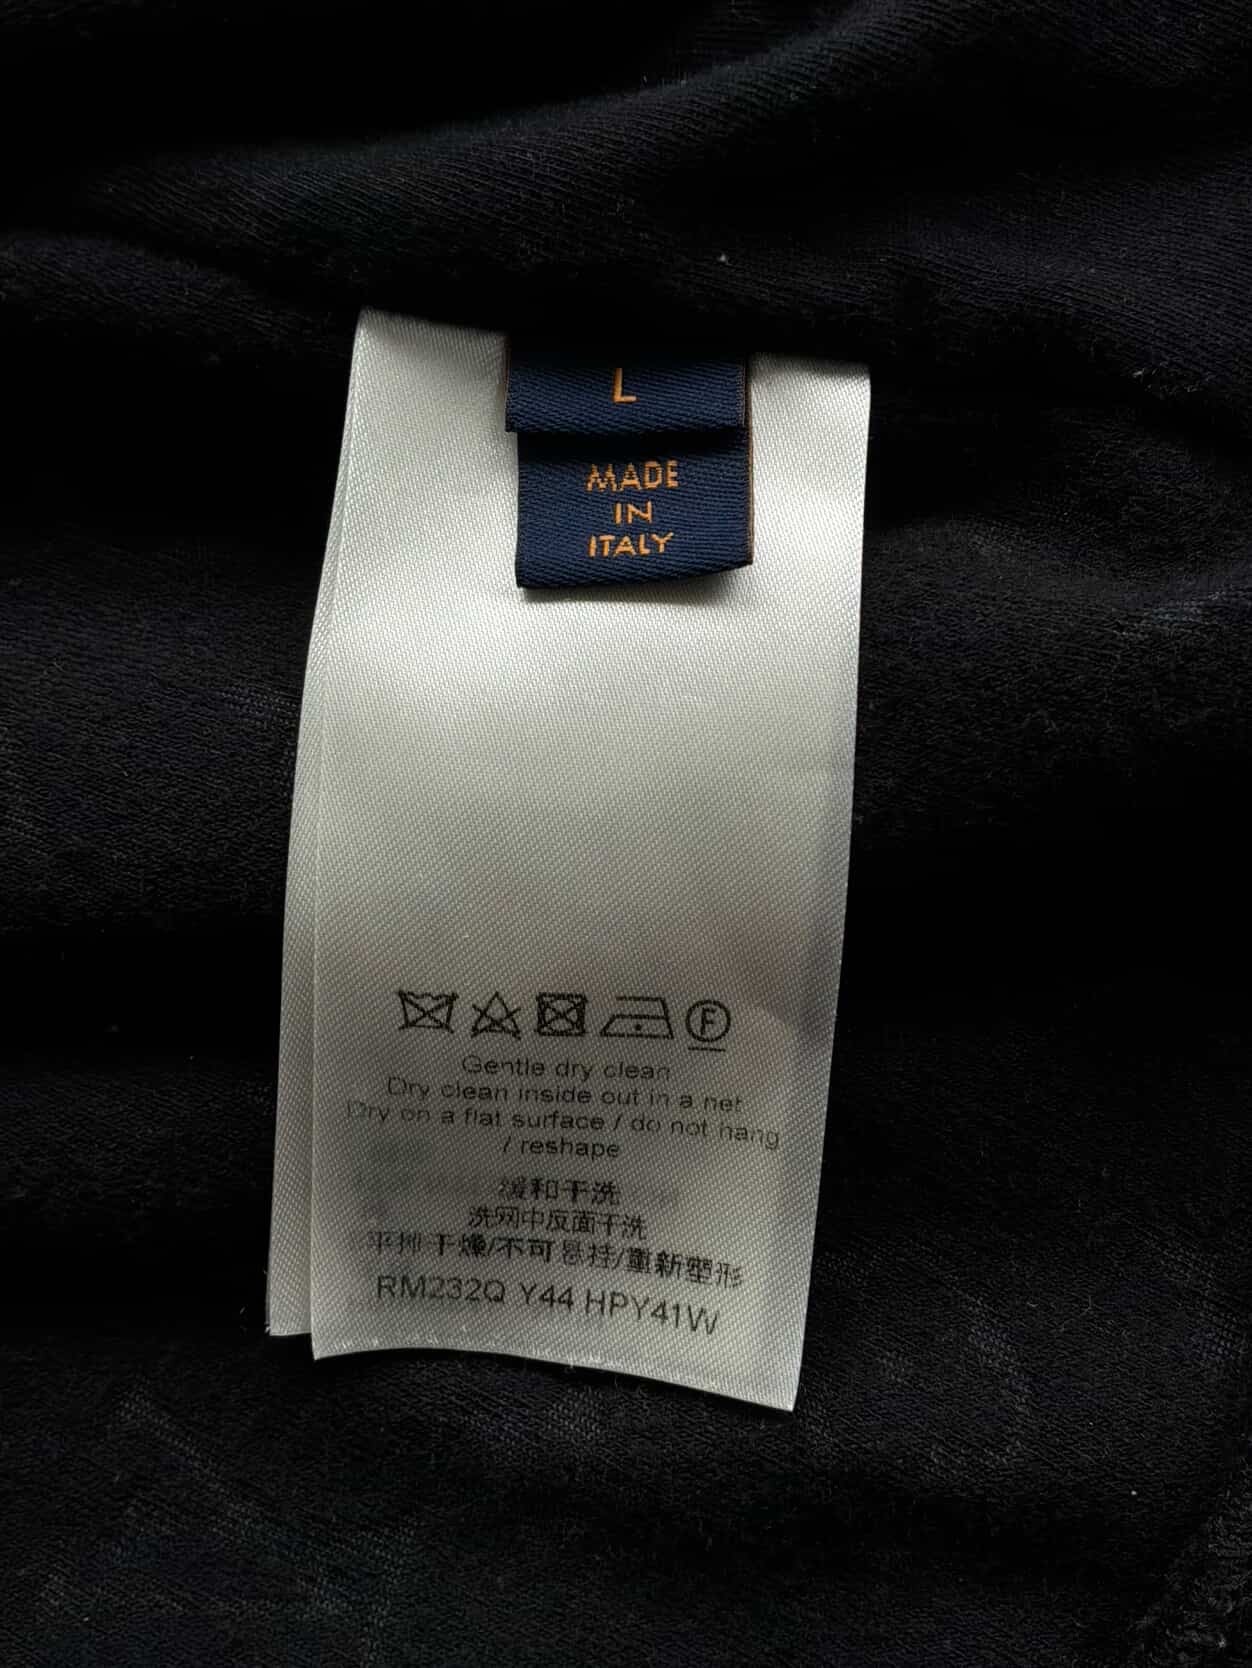 L
MADE
IN
ITALY
F
Gentle dry clean
Dry clean inside out in a net
Dry on a flat surface / do not hang
/ reshape
缓和干洗
洗网中反面干洗
平摊干燥/不可悬挂/重新塑形
RM232Q Y44 HPY41W